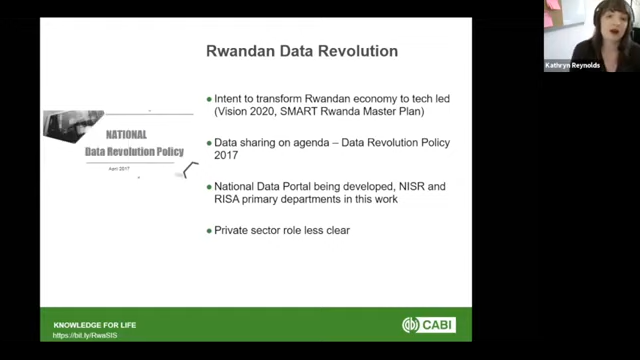 Rwandan Data Revolution
Intent to transform Rwandan economy to tech led
(Vision 2020, SMART Rwanda Master Plan)
Data sharing on agenda – Data Revolution Policy
2017
National Data Portal being developed, NISR and
RISA primary departments in this work
Private sector role less clear
NATIONAL
Data Revolution Policy
April 2017
KNOWLEDGE FOR LIFE
https://bit.ly/RwaSIS
CABI
Kathryn Reynolds